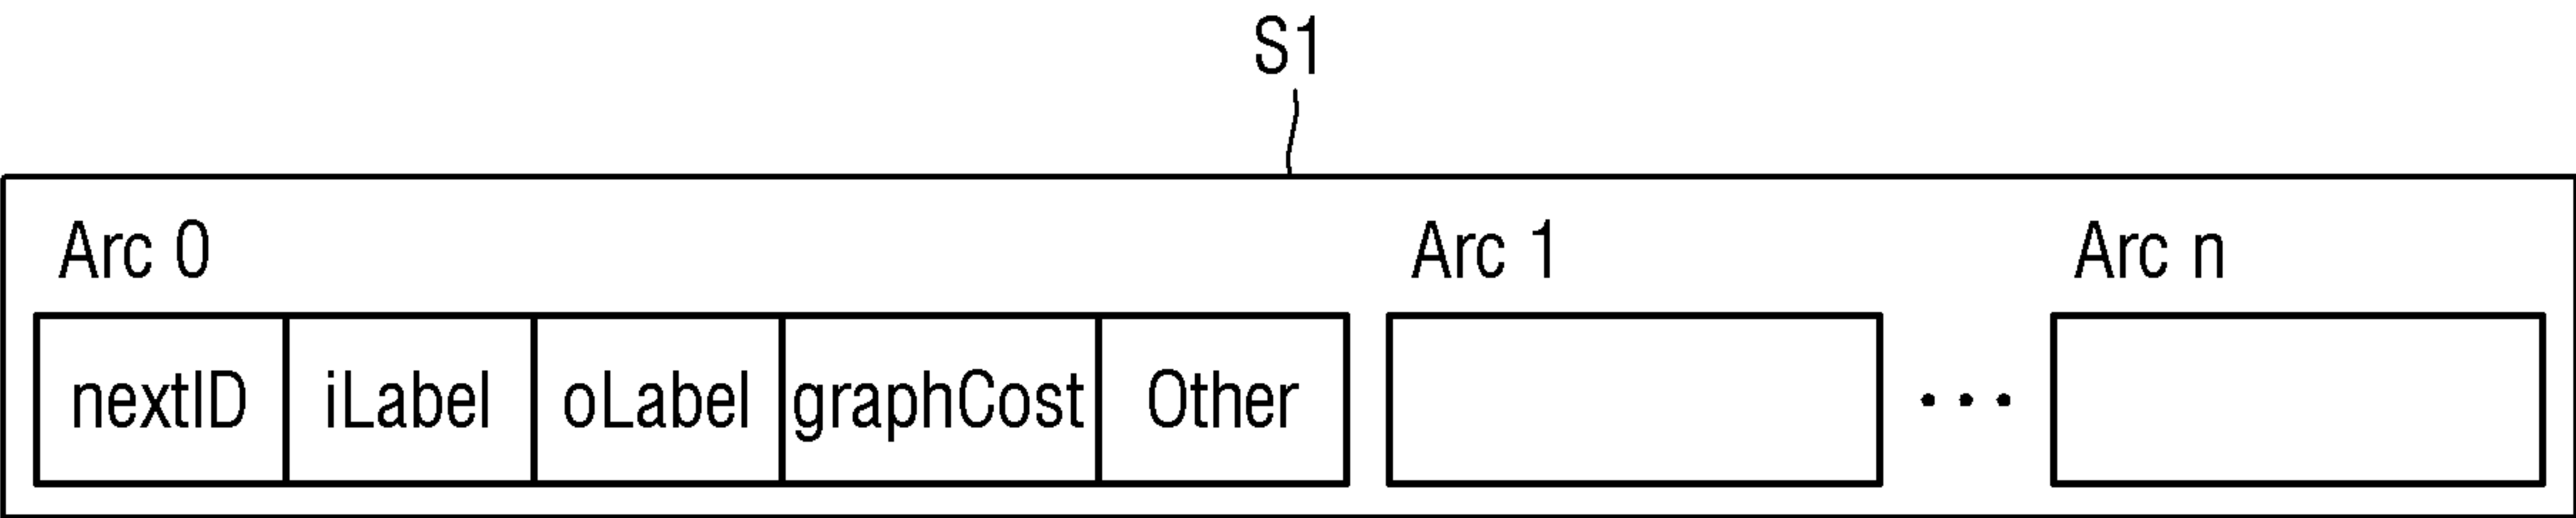 S1
Arc 0 Arc 1 Arc n
nextID iLabel oLabel graphCost Other ...